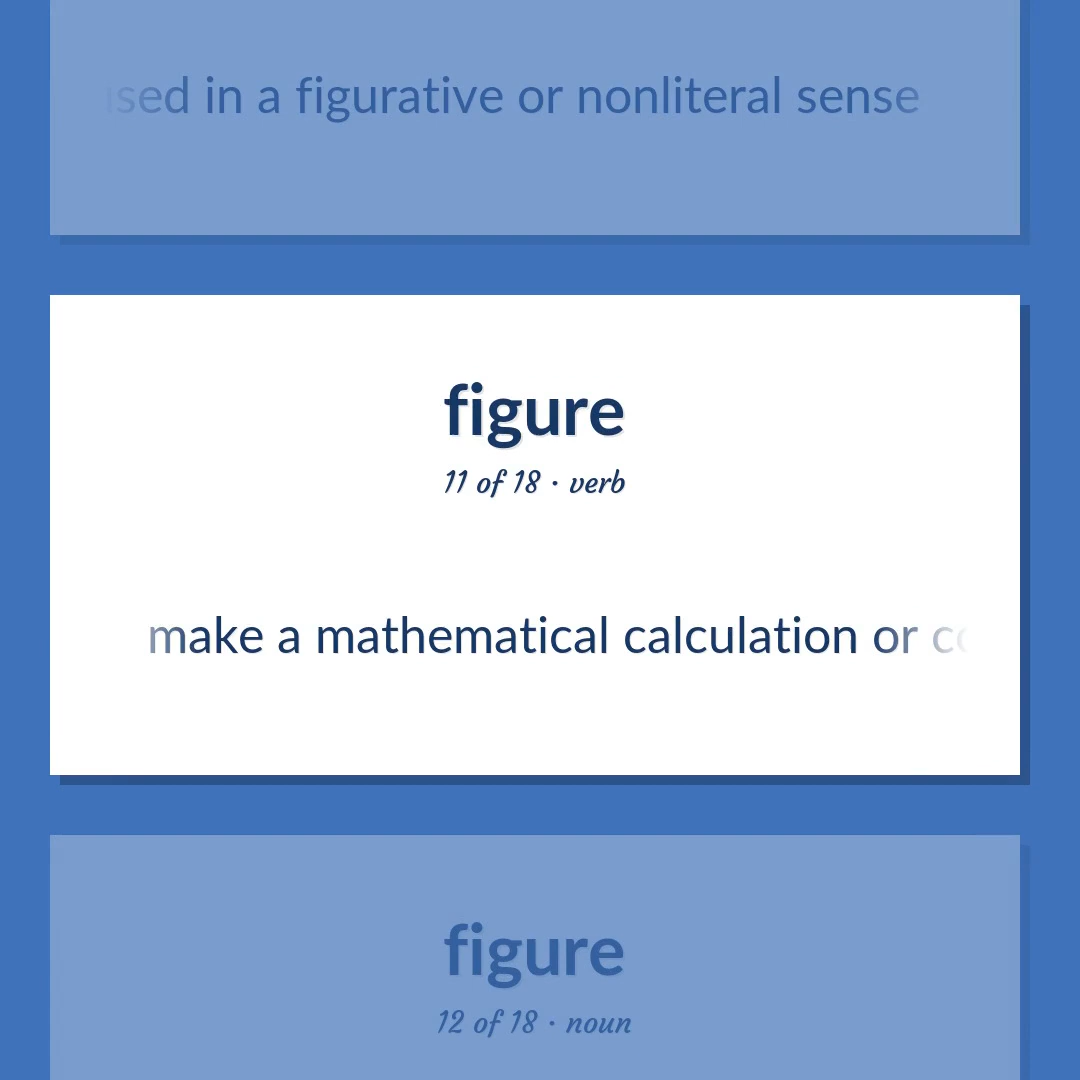 in a figurative or nonliteral sense
figure
11 of 18 · verb
make a mathematical calculation or
figure
12 of 18 · noun